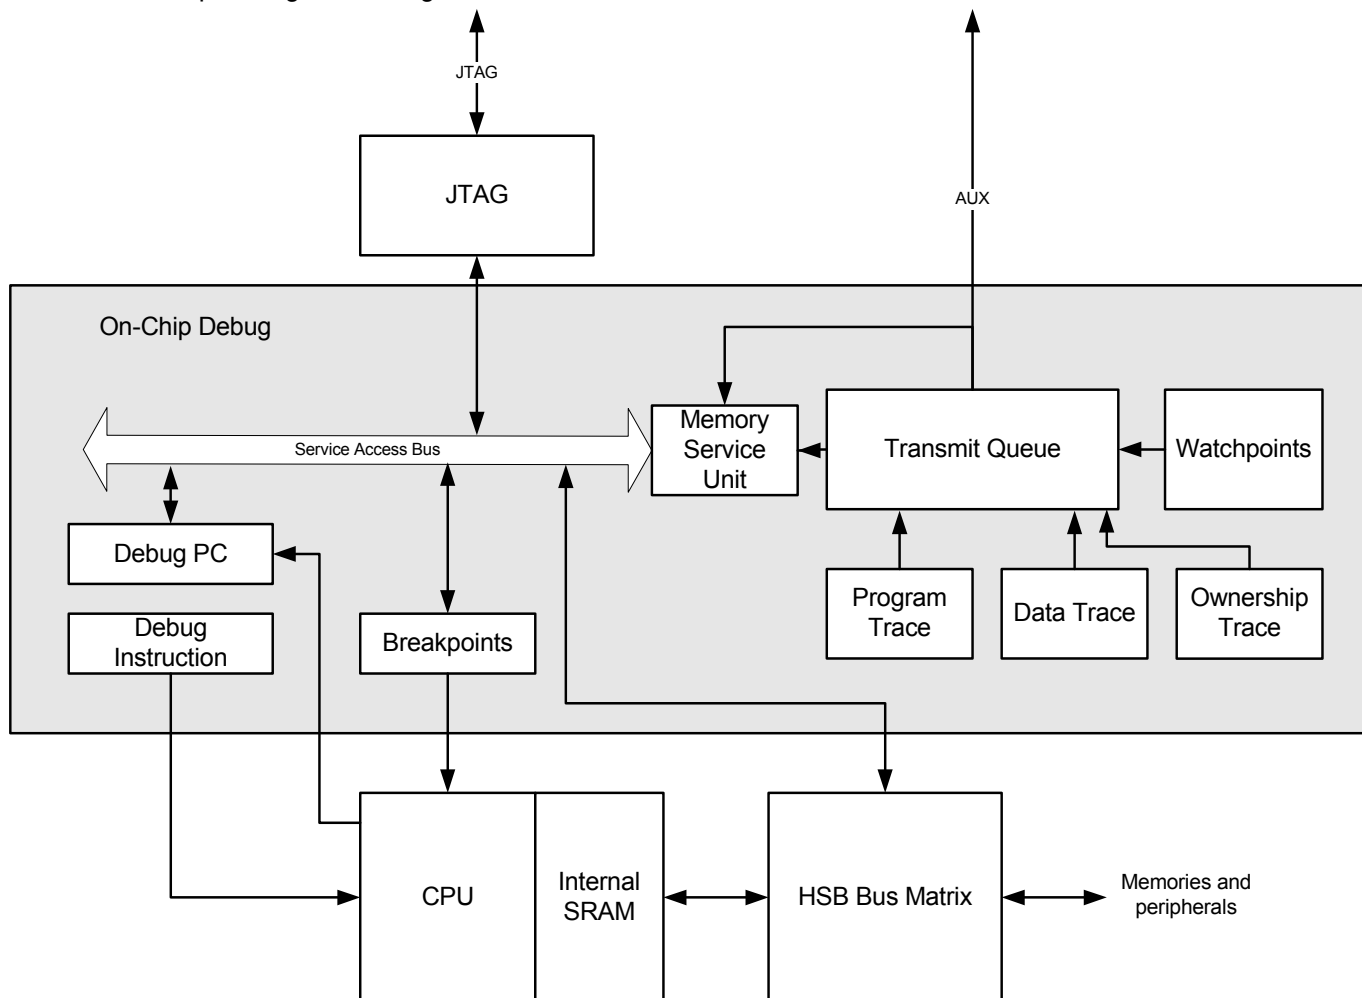 JTAG
JTAG
AUX
On-Chip Debug
Service Access Bus
Memory
Service
Unit
Transmit Queue
Watchpoints
Debug PC
Debug
Instruction
Breakpoints
Program
Trace
Data Trace
Ownership
Trace
CPU
Internal
SRAM
HSB Bus Matrix
Memories and
peripherals